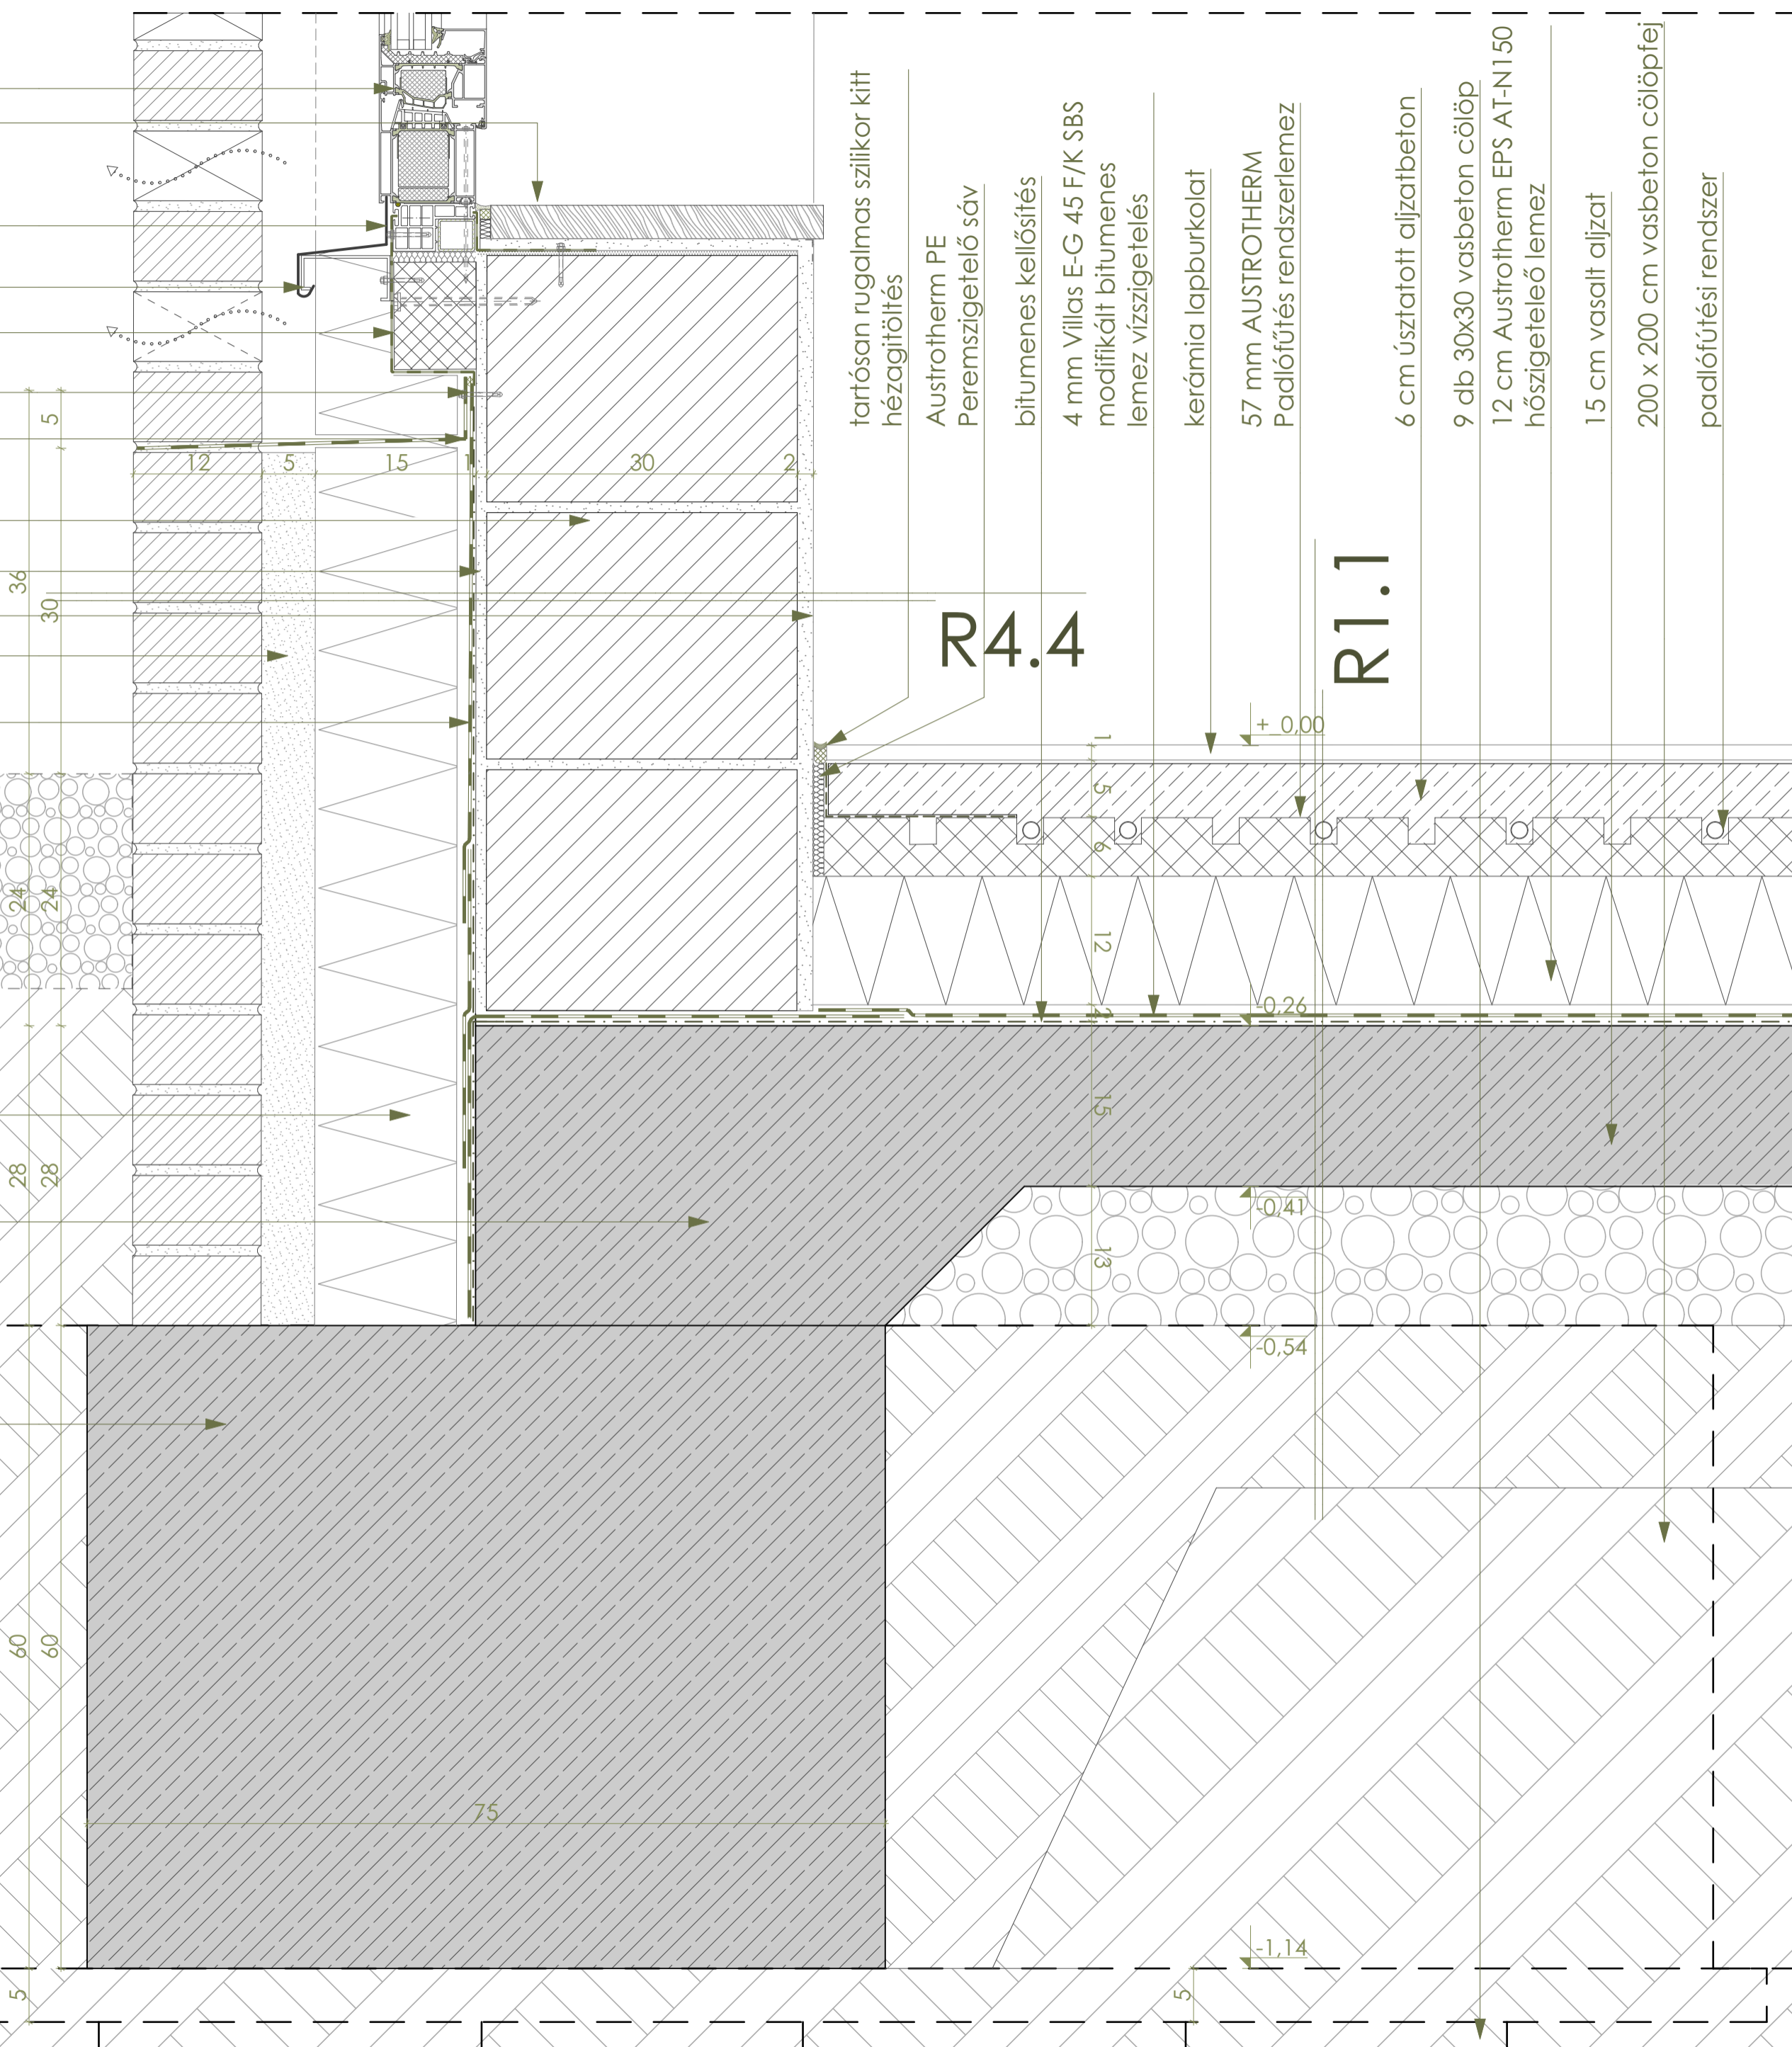 tartósan rugalmas szilikor kitt
hézagitöltés
Austrotherm PE
Peremszigetelő sáv
bitumenes kellősítés
4 mm Villas E-G 45 F/K SBS
modifikált bitumenes
lemez vízszigetelés
kerámia lapburkolat
57 mm AUSTROTHERM
Padlófűtés rendszerlemez
6 cm úsztatott aljzatbeton
9 db 30x30 vasbeton cölöp
12 cm Austrotherm EPS AT-N150
hőszigeteleő lemez
15 cm vasalt aljzat
200 x 200 cm vasbeton cölöpfej
padlófűtési rendszer
R4.4
R1.1
12
5
15
1
30
2
5
36
30
24
24
28
28
60
60
5
+_0,00
1
5
6
12
2
-0,26
15
-0,41
13
-0,54
75
-1,14
5